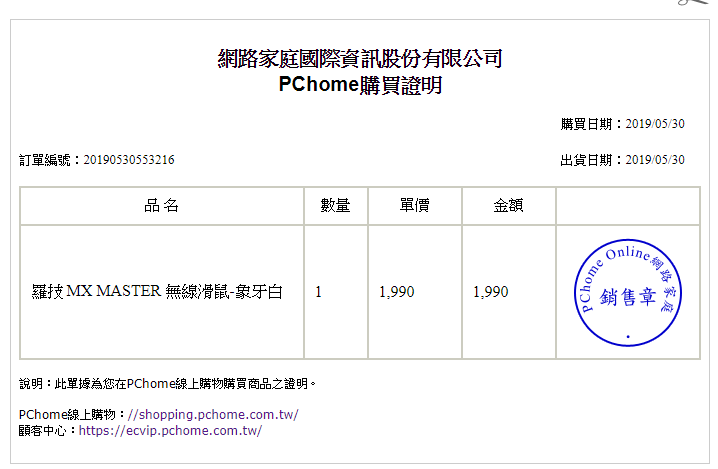 網路家庭國際資訊股份有限公司
PChome購買證明
購買日期：2019/05/30
訂單編號：20190530553216
出貨日期：2019/05/30
品 名 數量 單價 金額
羅技 MX MASTER 無線滑鼠-象牙白 1 1,990 1,990
PChome Online網路家庭
銷售章
說明：此單據為您在PChome線上購物購買商品之證明。
PChome線上購物：//shopping.pchome.com.tw/
顧客中心：https://ecvip.pchome.com.tw/